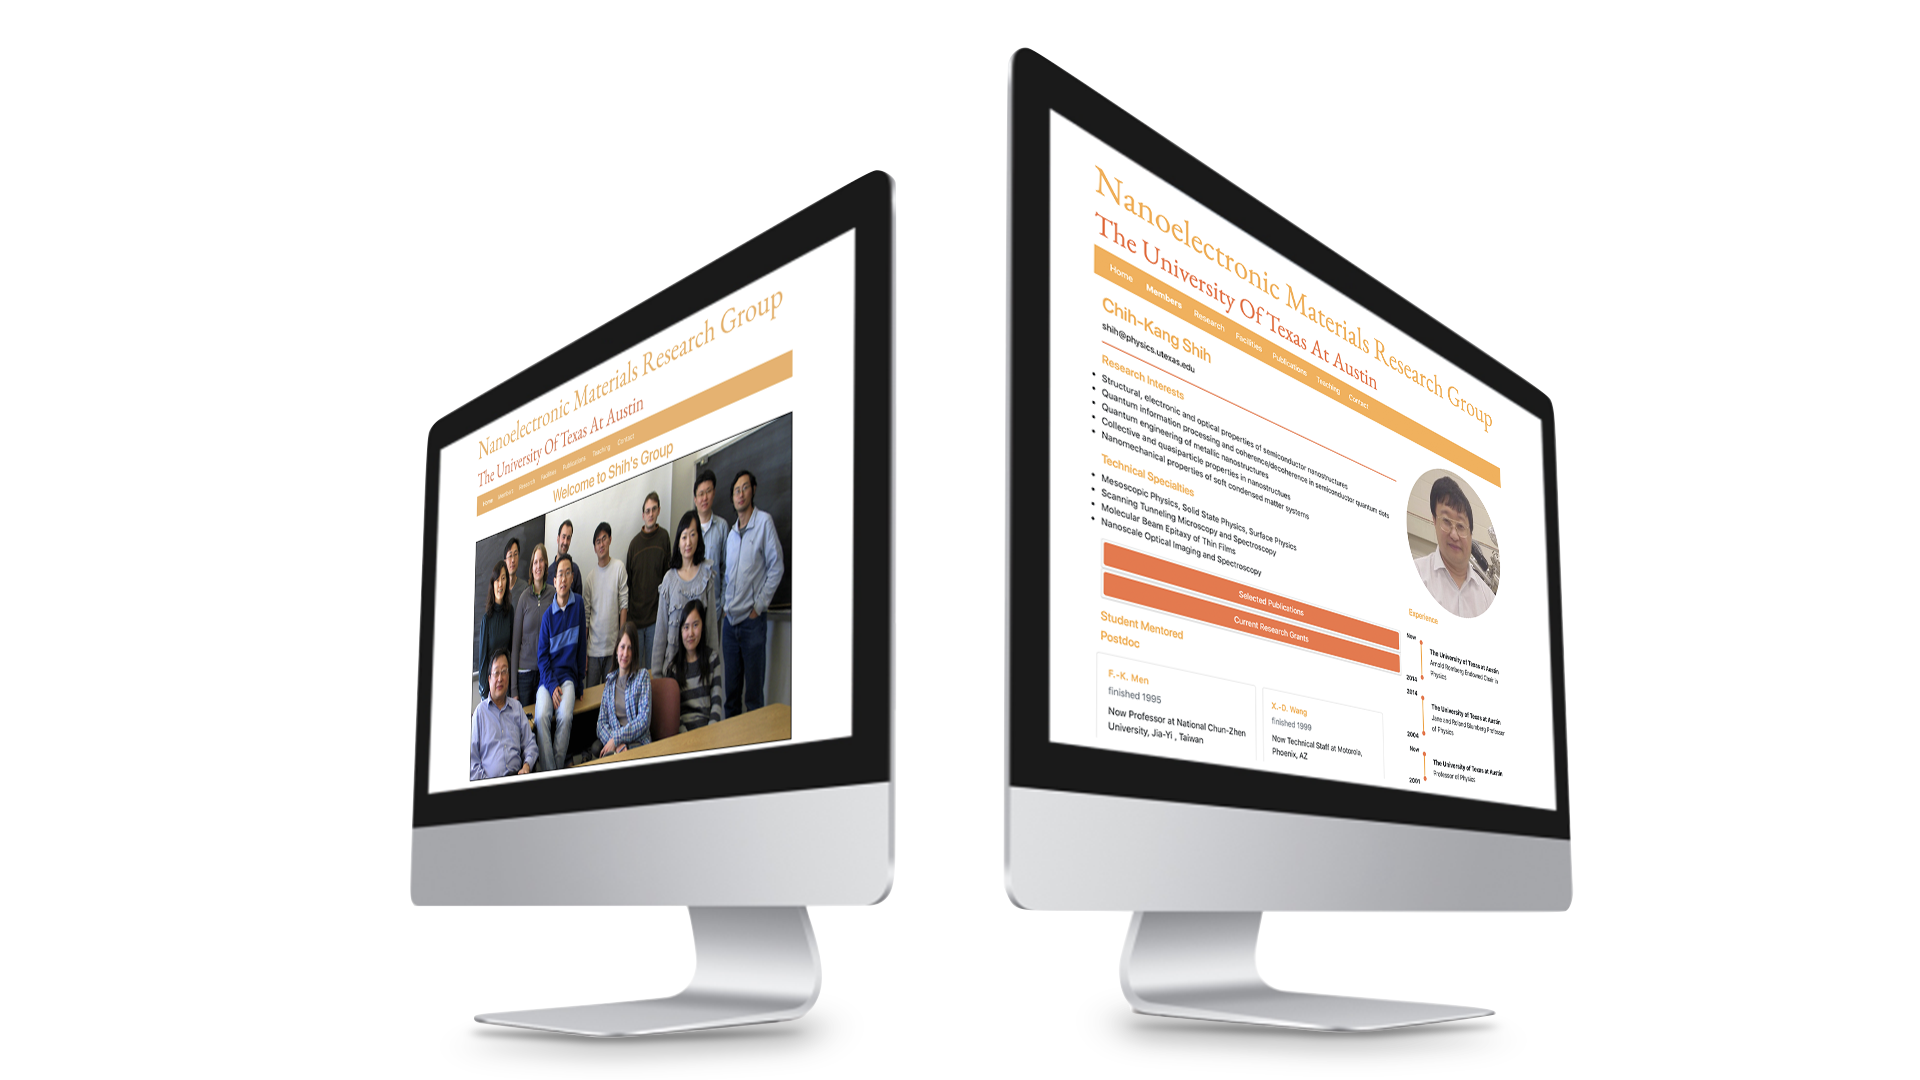 Nanoelectronic Materials Research Group
The University Of Texas At Austin
Home Members Research Facilities Publications Teaching Contact
Welcome to Shih's Group
Nanoelectronic Materials Research Group
The University Of Texas At Austin
Home Members Research Facilities Publications Teaching Contact
Chih-Kang Shih
shih@physics.utexas.edu
Research Interests
Structural, electronic and optical properties of semiconductor nanostructures
Quantum information processing and coherence/decoherence in semiconductor quantum dots
Quantum engineering of metallic nanostructures
Collective and quasiparticle properties in nanostructues
Nanomechanical properties of soft condensed matter systems
Technical Specialties
Mesoscopic Physics, Solid State Physics, Surface Physics
Scanning Tunneling Microscopy and Spectroscopy
Molecular Beam Epitaxy of Thin Films
Nanoscale Optical Imaging and Spectroscopy
Selected Publications
Current Research Grants
Student Mentored
Postdoc
F.-K. Men
finished 1995
Now Professor at National Chun-Zhen
University, Jia-Yi , Taiwan
X.-D. Wang
finished 1999
Now Technical Staff at Motorola,
Phoenix, AZ
Experience
Now
The University of Texas at Austin
Arnold Romberg Endowed Chair in
Physics
2014
2014
The University of Texas at Austin
Jane and Roland Blumberg Professor
of Physics
2004
Now
The University of Texas at Austin
Professor of Physics
2001